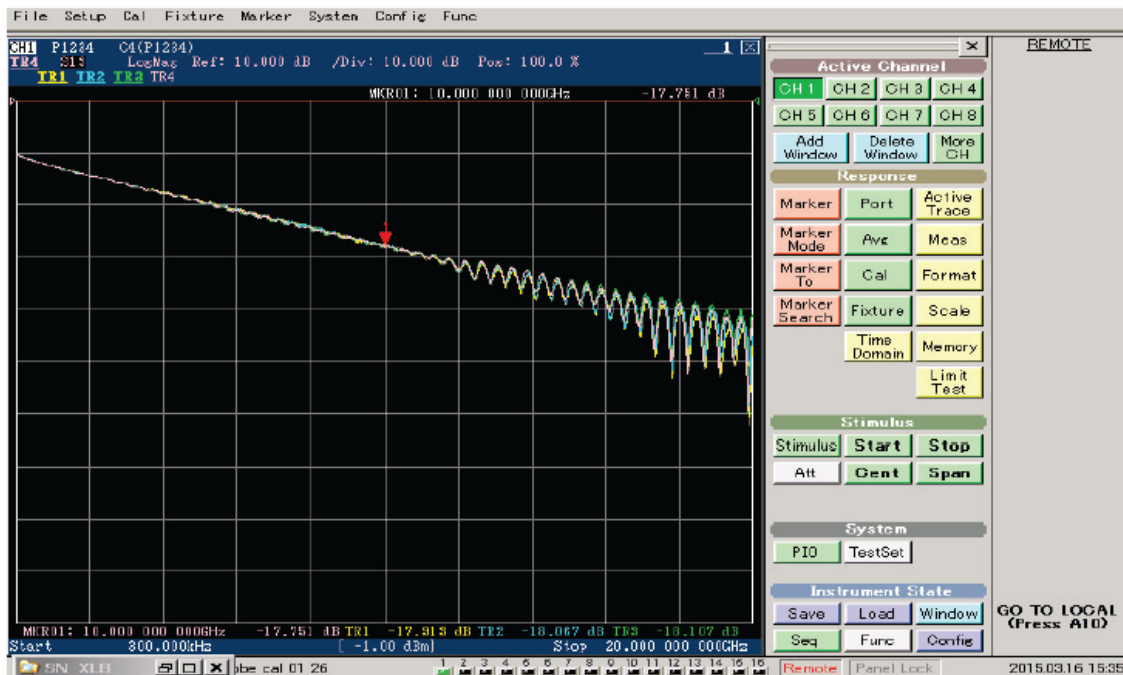 File Setup Cal Fixture Marker System Config Func
CH1 P1234 C4(P1234) 1
TR4 S13 LogMag Ref: 10.000 dB /Div: 10.000 dB Pos: 100.0 %
TR1 TR2 TR3 TR4
MKR01: 10.000 000 000GHz -17.751 dB
MKR01: 10.000 000 000GHz -17.751 dB TR1 -17.913 dB TR2 -18.067 dB TR3 -18.107 dB
Start 300.000kHz [ -1.00 dBm] Stop 20.000 000 000GHz
SN XLB obe cal 01 26
1 2 3 4 5 6 7 8 9 10 11 12 13 14 15 16
Active Channel
CH 1 CH 2 CH 3 CH 4
CH 5 CH 6 CH 7 CH 8
Add Window Delete Window More CH
Response
Marker Port Active Trace
Marker Mode Avg Meas
Marker To Cal Format
Marker Search Fixture Scale
Time Domain Memory
Limit Test
Stimulus
Stimulus Start Stop
Att Cent Span
System
PIO TestSet
Instrument State
Save Load Window
Seq Func Config
Remote Panel Lock
REMOTE
GO TO LOCAL
(Press A10)
2015.03.16 15:35